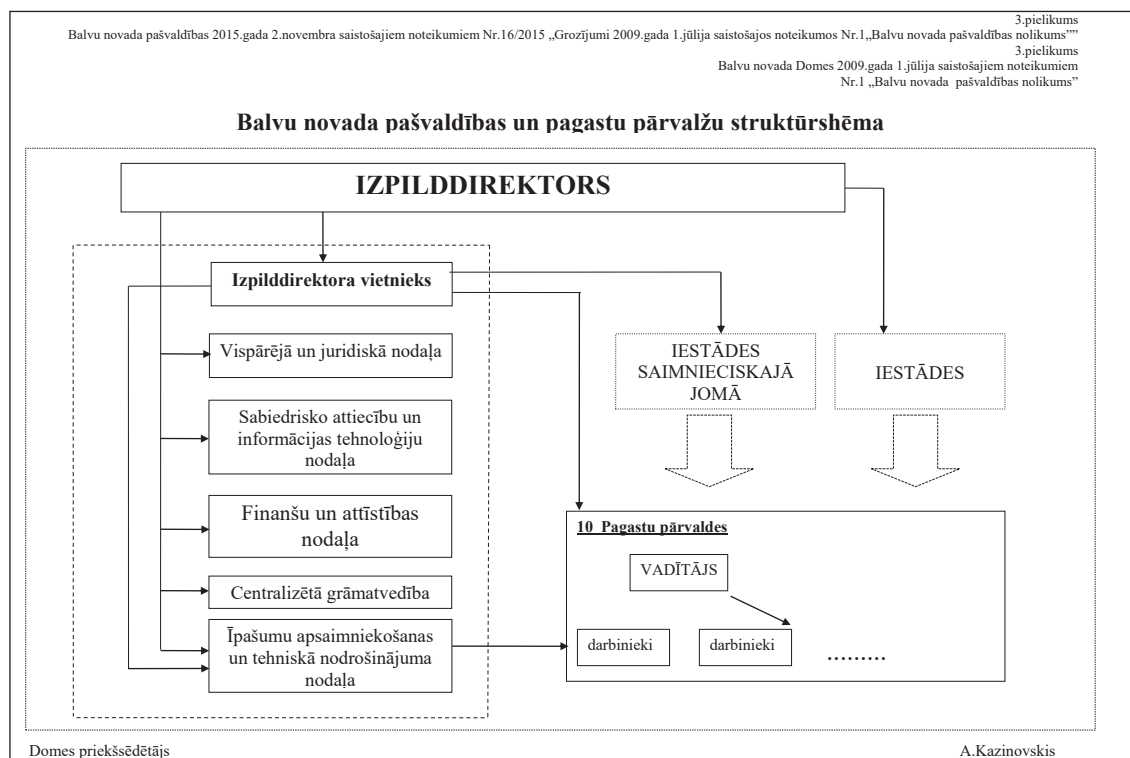 3.pielikums
Balvu novada pašvaldības 2015.gada 2.novembra saistošajiem noteikumiem Nr.16/2015 „Grozījumi 2009.gada 1.jūlija saistošajos noteikumos Nr.1„Balvu novada pašvaldības nolikums””
3.pielikums
Balvu novada Domes 2009.gada 1.jūlija saistošajiem noteikumiem
Nr.1 „Balvu novada pašvaldības nolikums”
Balvu novada pašvaldības un pagastu pārvalžu struktūrshēma
IZPILDDIREKTORS
Izpilddirektora vietnieks
Vispārējā un juridiskā nodaļa
Sabiedrisko attiecību un
informācijas tehnoloģiju
nodaļa
Finanšu un attīstības
nodaļa
Centralizētā grāmatvedība
Īpašumu apsaimniekošanas
un tehniskā nodrošinājuma
nodaļa
IESTĀDES
SAIMNIECISKAJĀ
JOMĀ
IESTĀDES
10 Pagastu pārvaldes
VADĪTĀJS
darbinieki
darbinieki
………
Domes priekšsēdētājs
A.Kazinovskis